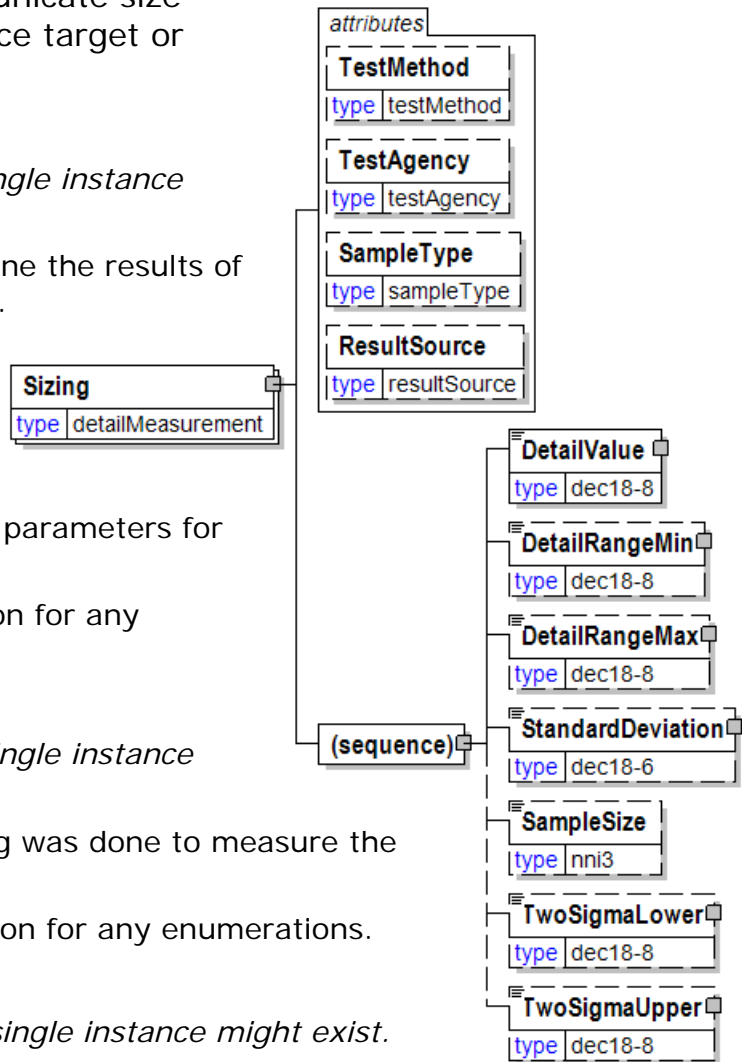 unicate size
ce target or
ngle instance
ne the results of
.
parameters for
on for any
ingle instance
g was done to measure the
on for any enumerations.
single instance might exist.
Sizing
type detailMeasurement
attributes
TestMethod
type testMethod
TestAgency
type testAgency
SampleType
type sampleType
ResultSource
type resultSource
(sequence)
DetailValue
type dec18-8
DetailRangeMin
type dec18-8
DetailRangeMax
type dec18-8
StandardDeviation
type dec18-6
SampleSize
type nni3
TwoSigmaLower
type dec18-8
TwoSigmaUpper
type dec18-8